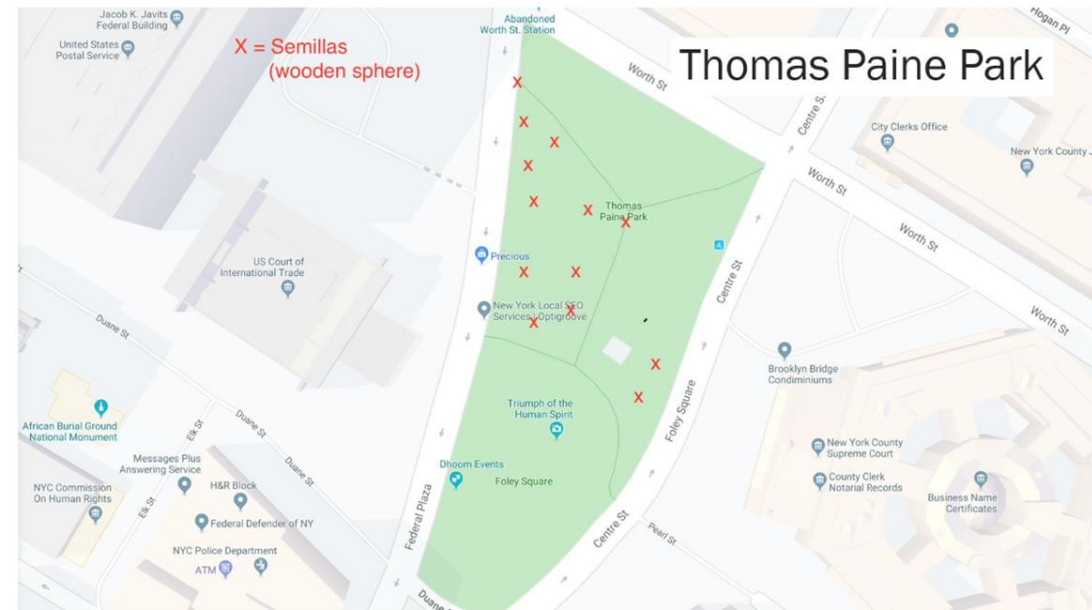 Jacob K. Javits
Federal Building
United States
Postal Service
X = Semillas
(wooden sphere)
Abandoned
Worth St. Station
Thomas Paine Park
Hogan Pl
Worth St
Centre St
City Clerks Office
New York County
Worth St
Worth St
Worth St
X
X
X
X
X
X
X
Thomas
Paine Park
US Court of
International Trade
Precious
X
X
Centre St
New York Local SEO
Services | Optigroove
X
X
Duane St
Brooklyn Bridge
Condiminiums
X
X
Foley Square
African Burial Ground
National Monument
Elk St
Duane St
Duane St
Triumph of the
Human Spirit
New York County
Supreme Court
County Clerk
Notarial Records
Business Name
Certificates
Messages Plus
Answering Service
H&R Block
NYC Commission
On Human Rights
Elk St
Federal Defender of NY
Dhoom Events
Foley Square
Federal Plaza
Centre St
Pearl St
NYC Police Department
ATM
Duane St